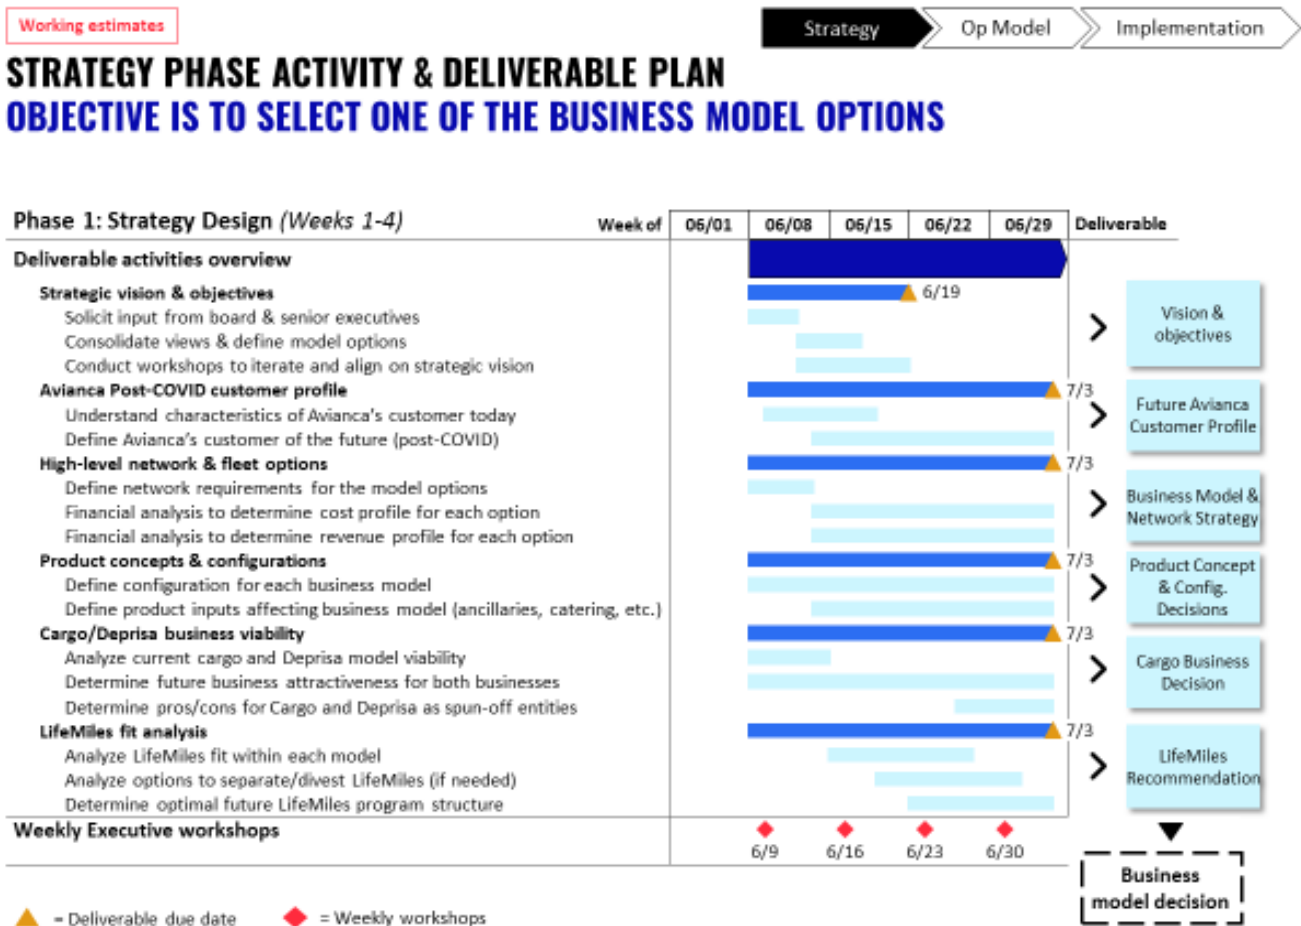 Working estimates
Strategy
Op Model
Implementation
STRATEGY PHASE ACTIVITY & DELIVERABLE PLAN
OBJECTIVE IS TO SELECT ONE OF THE BUSINESS MODEL OPTIONS
Phase 1: Strategy Design (Weeks 1-4)
Week of
06/01
06/08
06/15
06/22
06/29
Deliverable
Deliverable activities overview
Strategic vision & objectives
6/19
Solicit input from board & senior executives
Consolidate views & define model options
Conduct workshops to iterate and align on strategic vision
Vision &
objectives
Avianca Post-COVID customer profile
7/3
Understand characteristics of Avianca's customer today
Define Avianca's customer of the future (post-COVID)
Future Avianca
Customer Profile
High-level network & fleet options
7/3
Define network requirements for the model options
Financial analysis to determine cost profile for each option
Financial analysis to determine revenue profile for each option
Business Model &
Network Strategy
Product concepts & configurations
7/3
Define configuration for each business model
Define product inputs affecting business model (ancillaries, catering, etc.)
Product Concept
& Config.
Decisions
Cargo/Deprisa business viability
7/3
Analyze current cargo and Deprisa model viability
Determine future business attractiveness for both businesses
Determine pros/cons for Cargo and Deprisa as spun-off entities
Cargo Business
Decision
LifeMiles fit analysis
7/3
Analyze LifeMiles fit within each model
Analyze options to separate/divest LifeMiles (if needed)
Determine optimal future LifeMiles program structure
LifeMiles
Recommendation
Weekly Executive workshops
6/9
6/16
6/23
6/30
Business
model decision
= Deliverable due date
= Weekly workshops